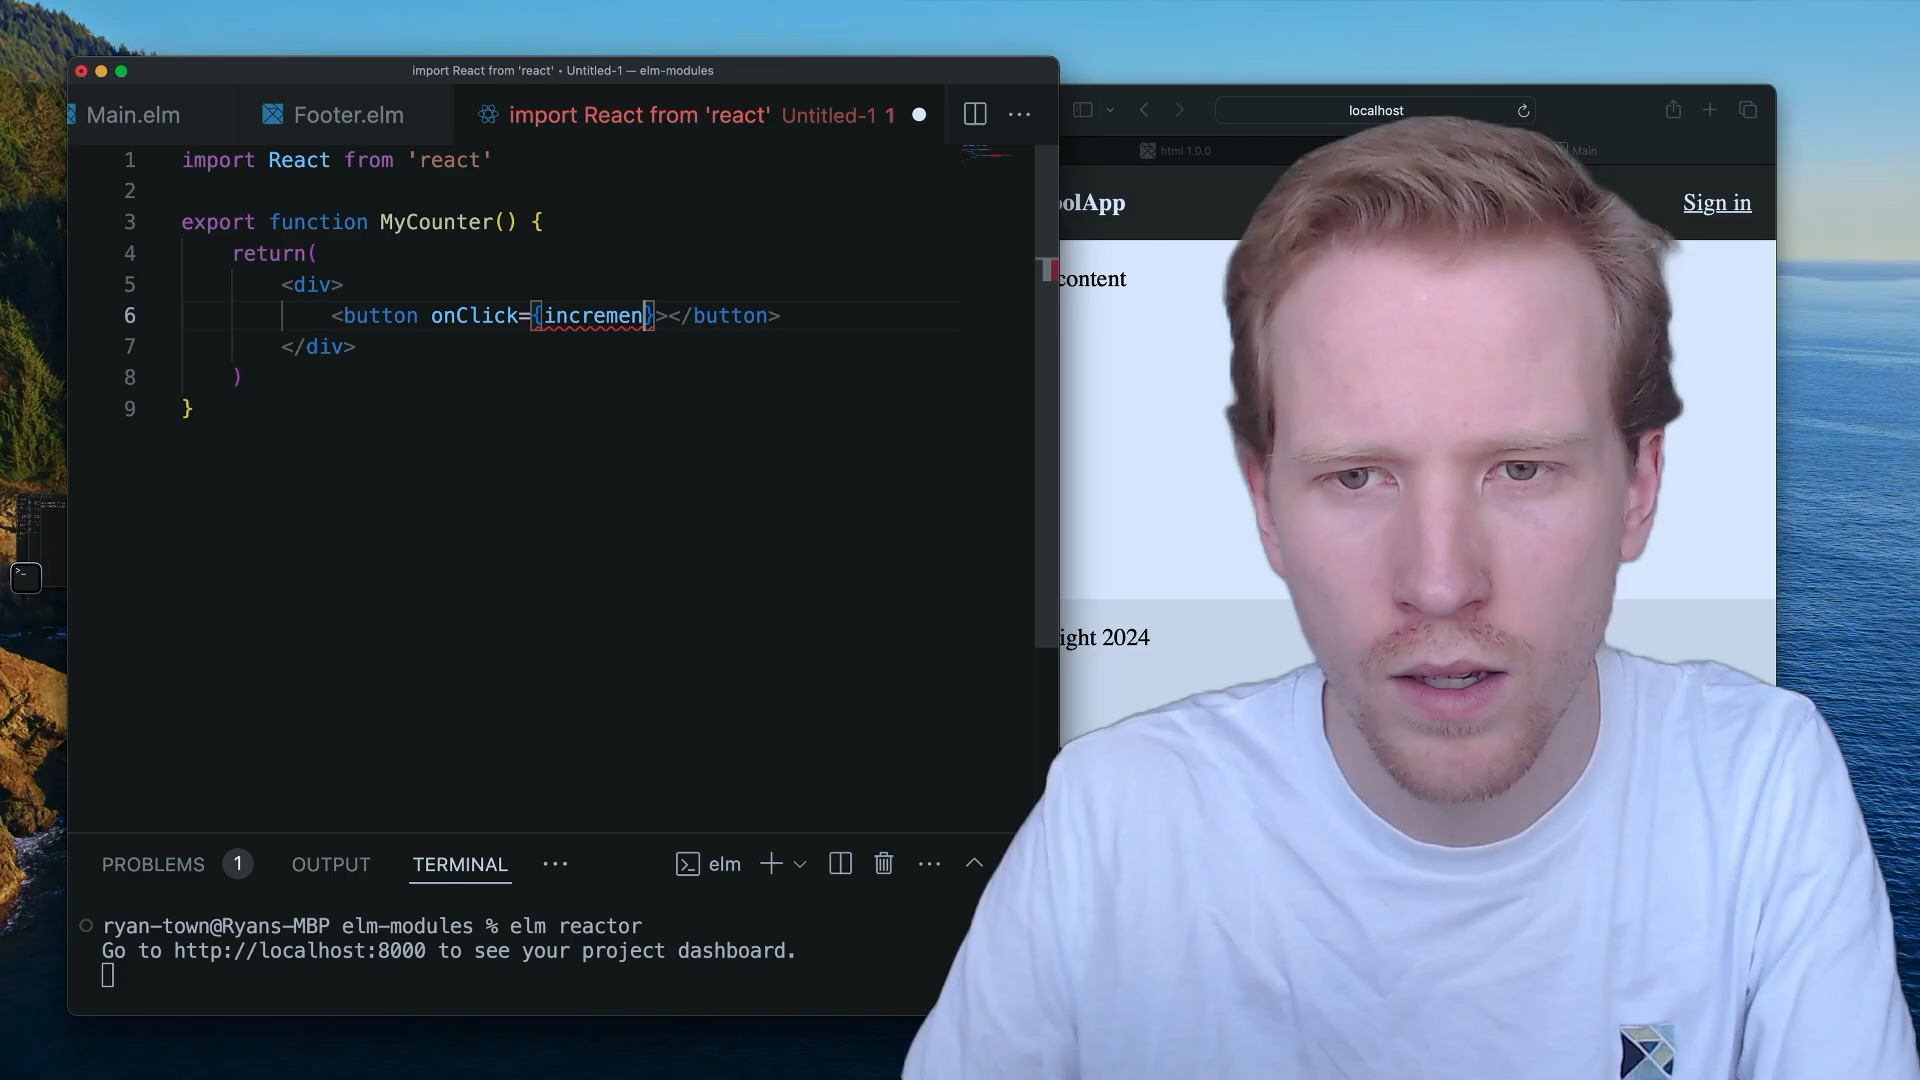 import React from 'react' • Untitled-1 — elm-modules
Main.elm
Footer.elm
import React from 'react' Untitled-1 1
1 import React from 'react'
2
3 export function MyCounter() {
4 return(
5 <div>
6 <button onClick={incremen}></button>
7 </div>
8 )
9 }
PROBLEMS 1 OUTPUT TERMINAL
elm
ryan-town@Ryans-MBP elm-modules % elm reactor
Go to http://localhost:8000 to see your project dashboard.
localhost
html 1.0.0
Main
olApp
Sign in
content
ight 2024